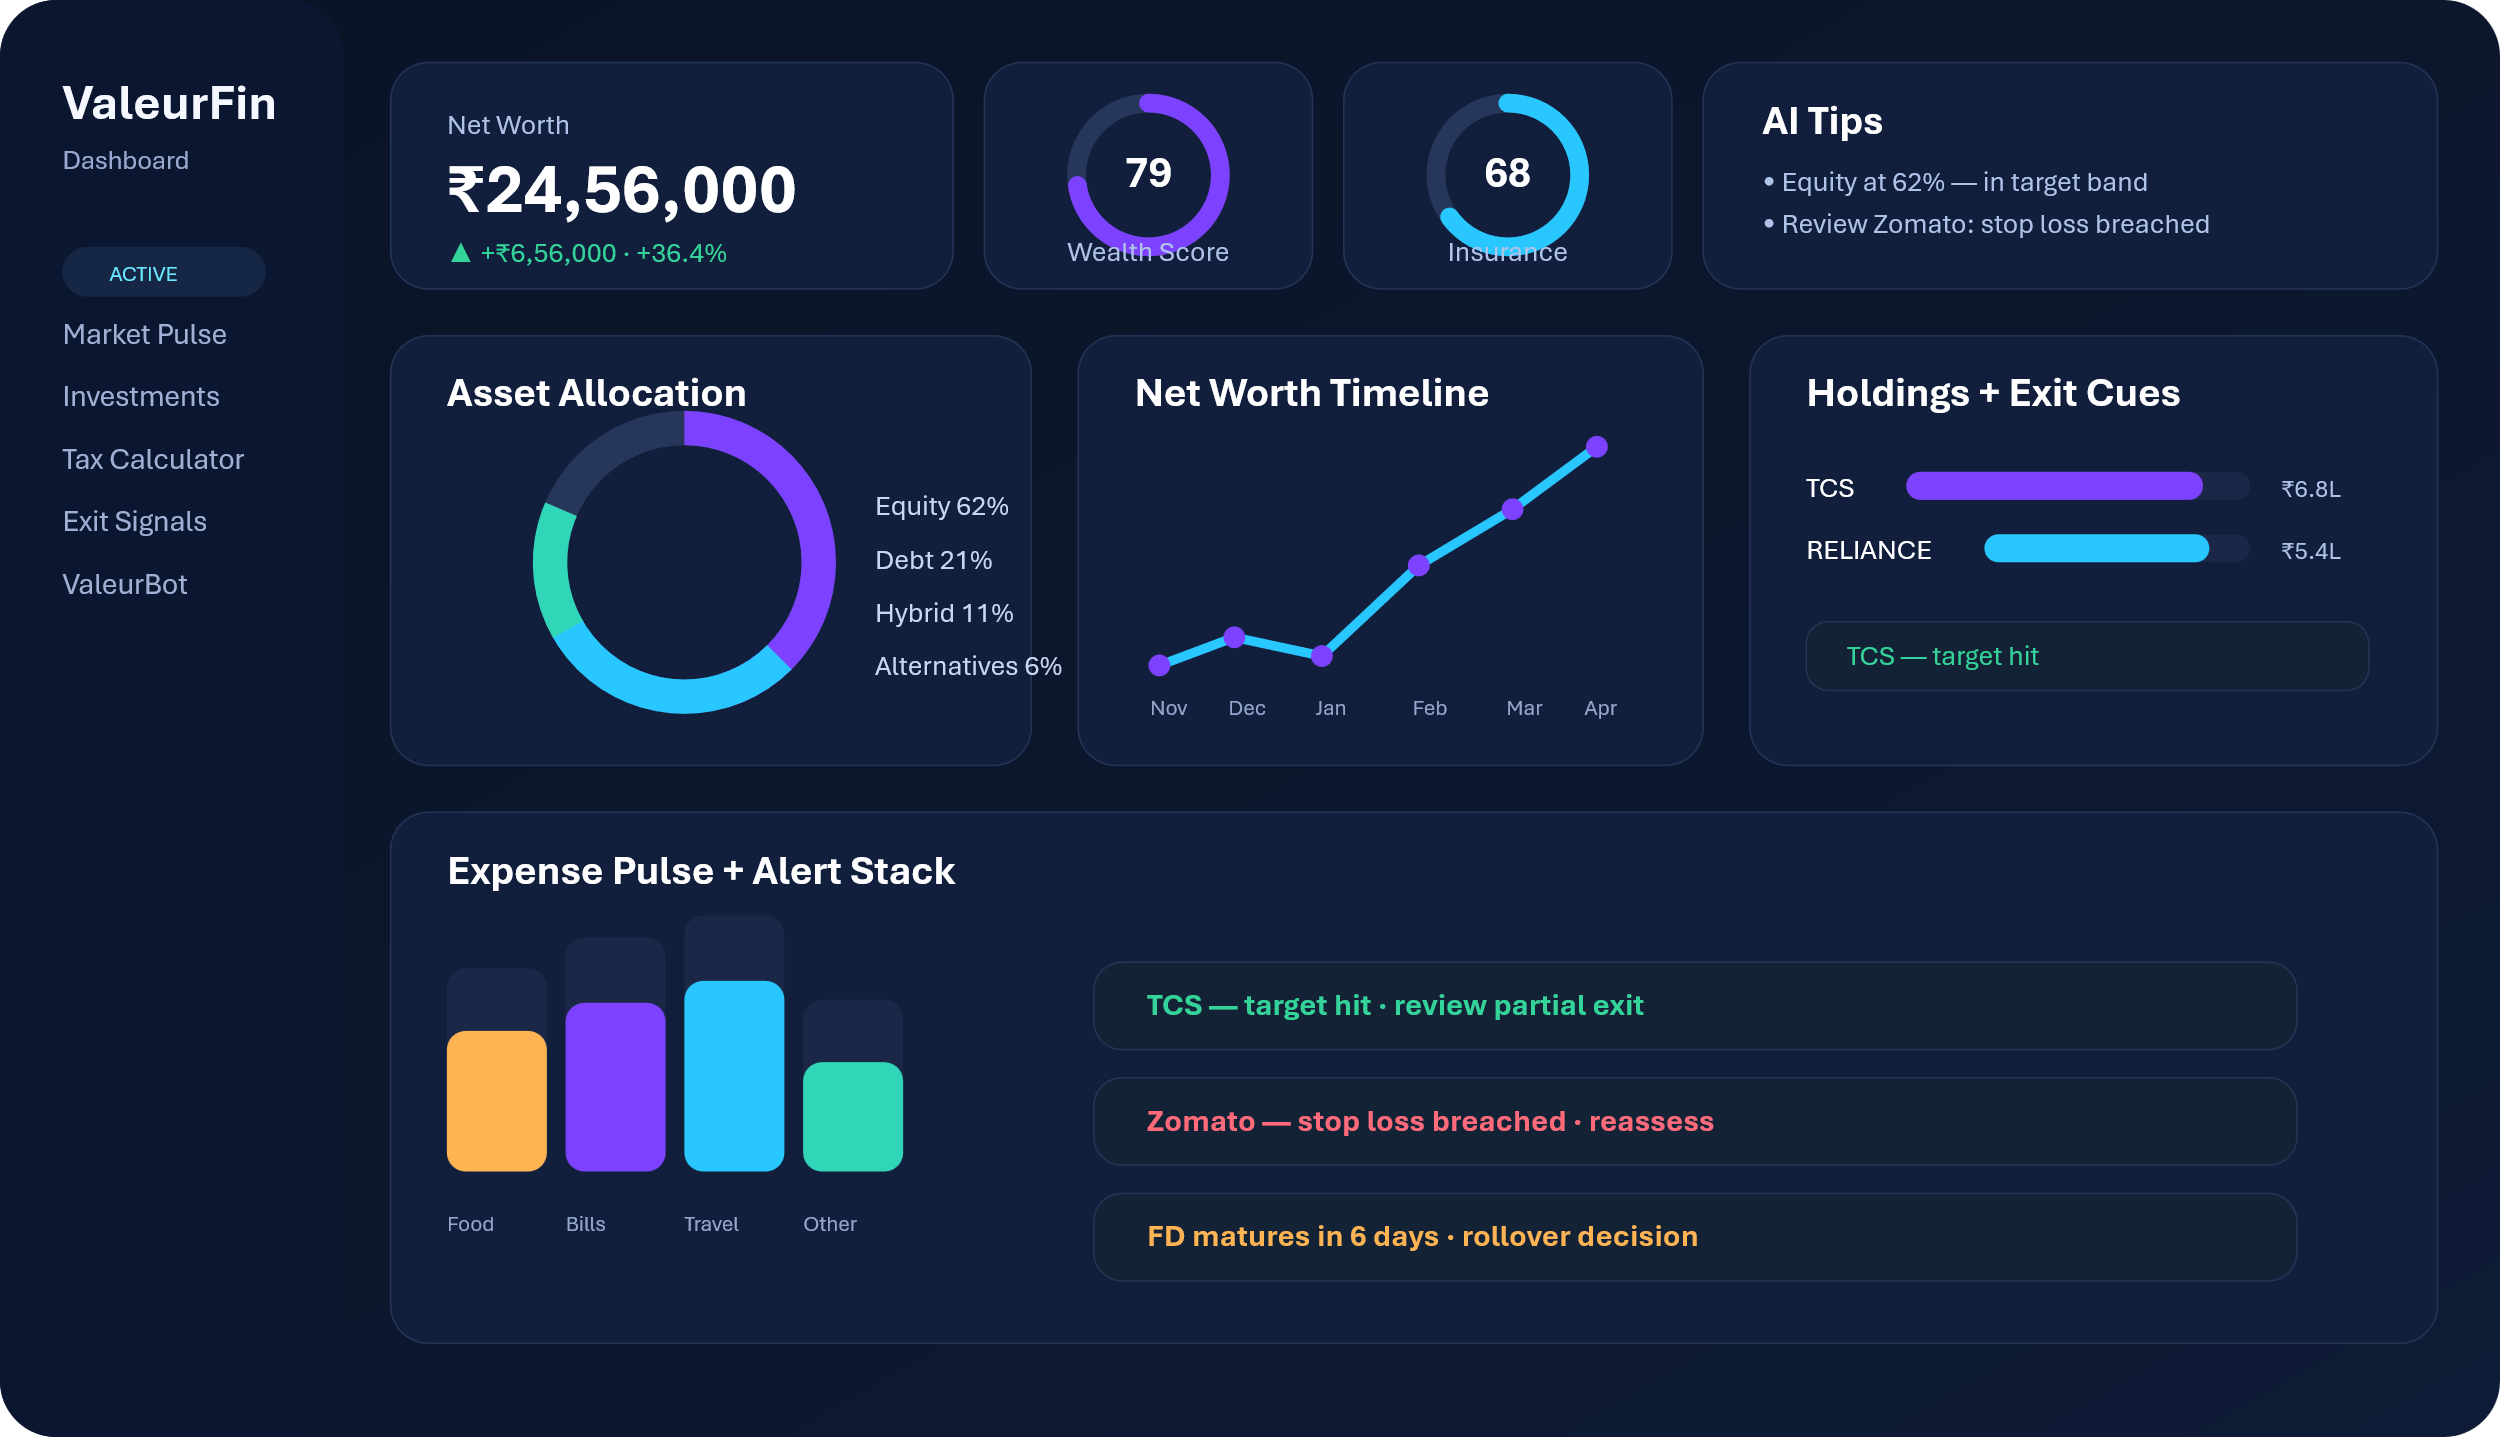 ValeurFin
Dashboard
ACTIVE
Market Pulse
Investments
Tax Calculator
Exit Signals
ValeurBot
Net Worth
₹24,56,000
▲ +₹6,56,000 · +36.4%
79
Wealth Score
68
Insurance
AI Tips
• Equity at 62% — in target band
• Review Zomato: stop loss breached
Asset Allocation
Equity 62%
Debt 21%
Hybrid 11%
Alternatives 6%
Net Worth Timeline
Nov Dec Jan Feb Mar Apr
Holdings + Exit Cues
TCS ₹6.8L
RELIANCE ₹5.4L
TCS — target hit
Expense Pulse + Alert Stack
Food Bills Travel Other
TCS — target hit · review partial exit
Zomato — stop loss breached · reassess
FD matures in 6 days · rollover decision